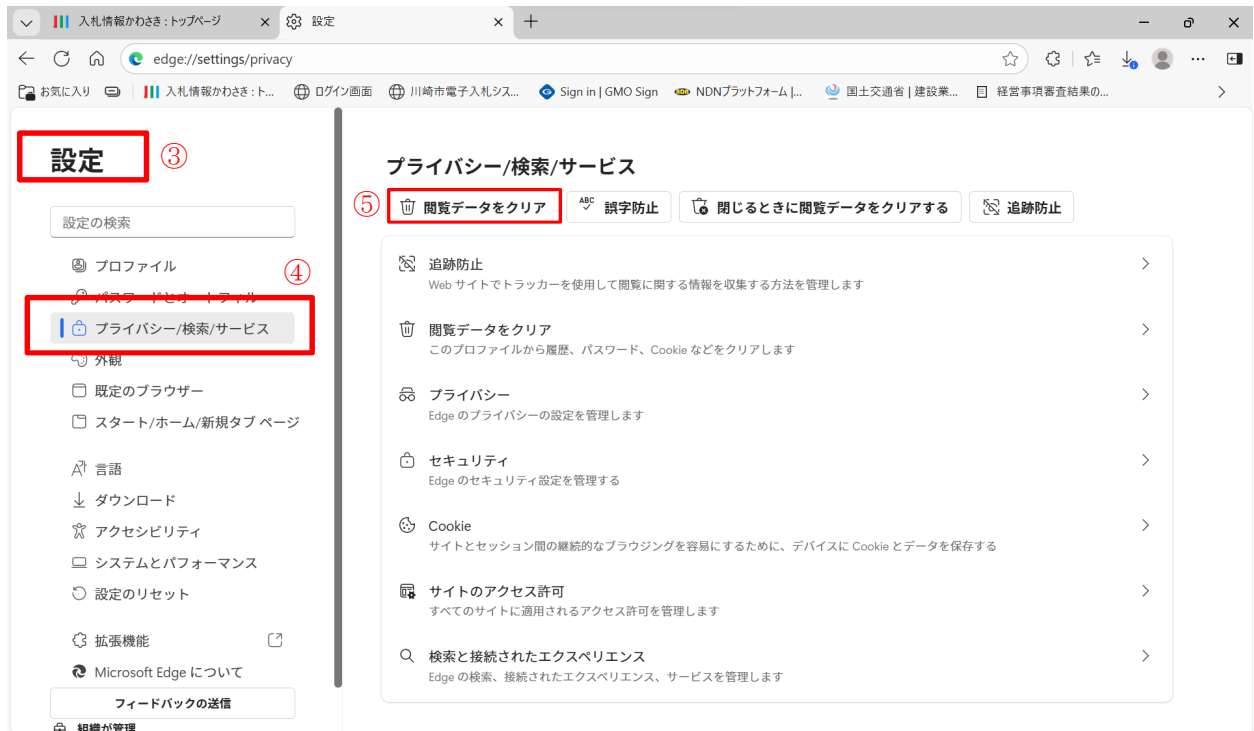 入札情報かわさき : トップページ
設定
edge://settings/privacy
お気に入り
入札情報かわさき : ト...
ログイン画面
川崎市電子入札シス...
Sign in | GMO Sign
NDNプラットフォーム |...
国土交通省 | 建設業...
経営事項審査結果の...
設定
③
設定の検索
プロファイル
④
パスワードとオートフィル
プライバシー/検索/サービス
外観
既定のブラウザー
スタート/ホーム/新規タブ ページ
言語
ダウンロード
アクセシビリティ
システムとパフォーマンス
設定のリセット
拡張機能
Microsoft Edge について
フィードバックの送信
組織が管理
プライバシー/検索/サービス
⑤
閲覧データをクリア
ABC 誤字防止
閉じるときに閲覧データをクリアする
追跡防止
追跡防止
Web サイトでトラッカーを使用して閲覧に関する情報を収集する方法を管理します
閲覧データをクリア
このプロファイルから履歴、パスワード、Cookie などをクリアします
プライバシー
Edge のプライバシーの設定を管理します
セキュリティ
Edge のセキュリティ設定を管理する
Cookie
サイトとセッション間の継続的なブラウジングを容易にするために、デバイスに Cookie とデータを保存する
サイトのアクセス許可
すべてのサイトに適用されるアクセス許可を管理します
検索と接続されたエクスペリエンス
Edge の検索、接続されたエクスペリエンス、サービスを管理します